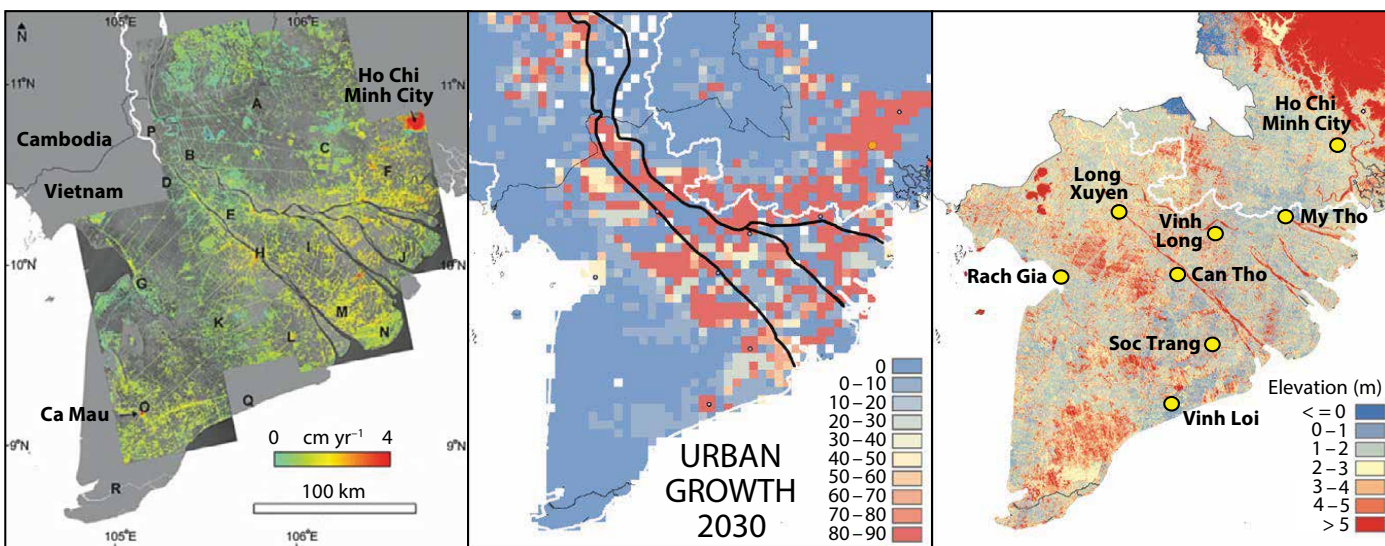 105°E
106°E
N
11°N
11°N
A
Ho Chi
Minh City
Cambodia
P
B
C
F
D
Vietnam
E
H
I
J
10°N
10°N
G
K
M
L
N
Q
Ca Mau
O
0 cm yr⁻¹ 4
9°N
9°N
R
100 km
105°E
106°E
URBAN
GROWTH
2030
0
0–10
10–20
20–30
30–40
40–50
50–60
60–70
70–80
80–90
Ho Chi
Minh City
Long
Xuyen
Vinh
Long
My Tho
Rach Gia
Can Tho
Soc Trang
Vinh Loi
Elevation (m)
<=0
0–1
1–2
2–3
3–4
4–5
>5